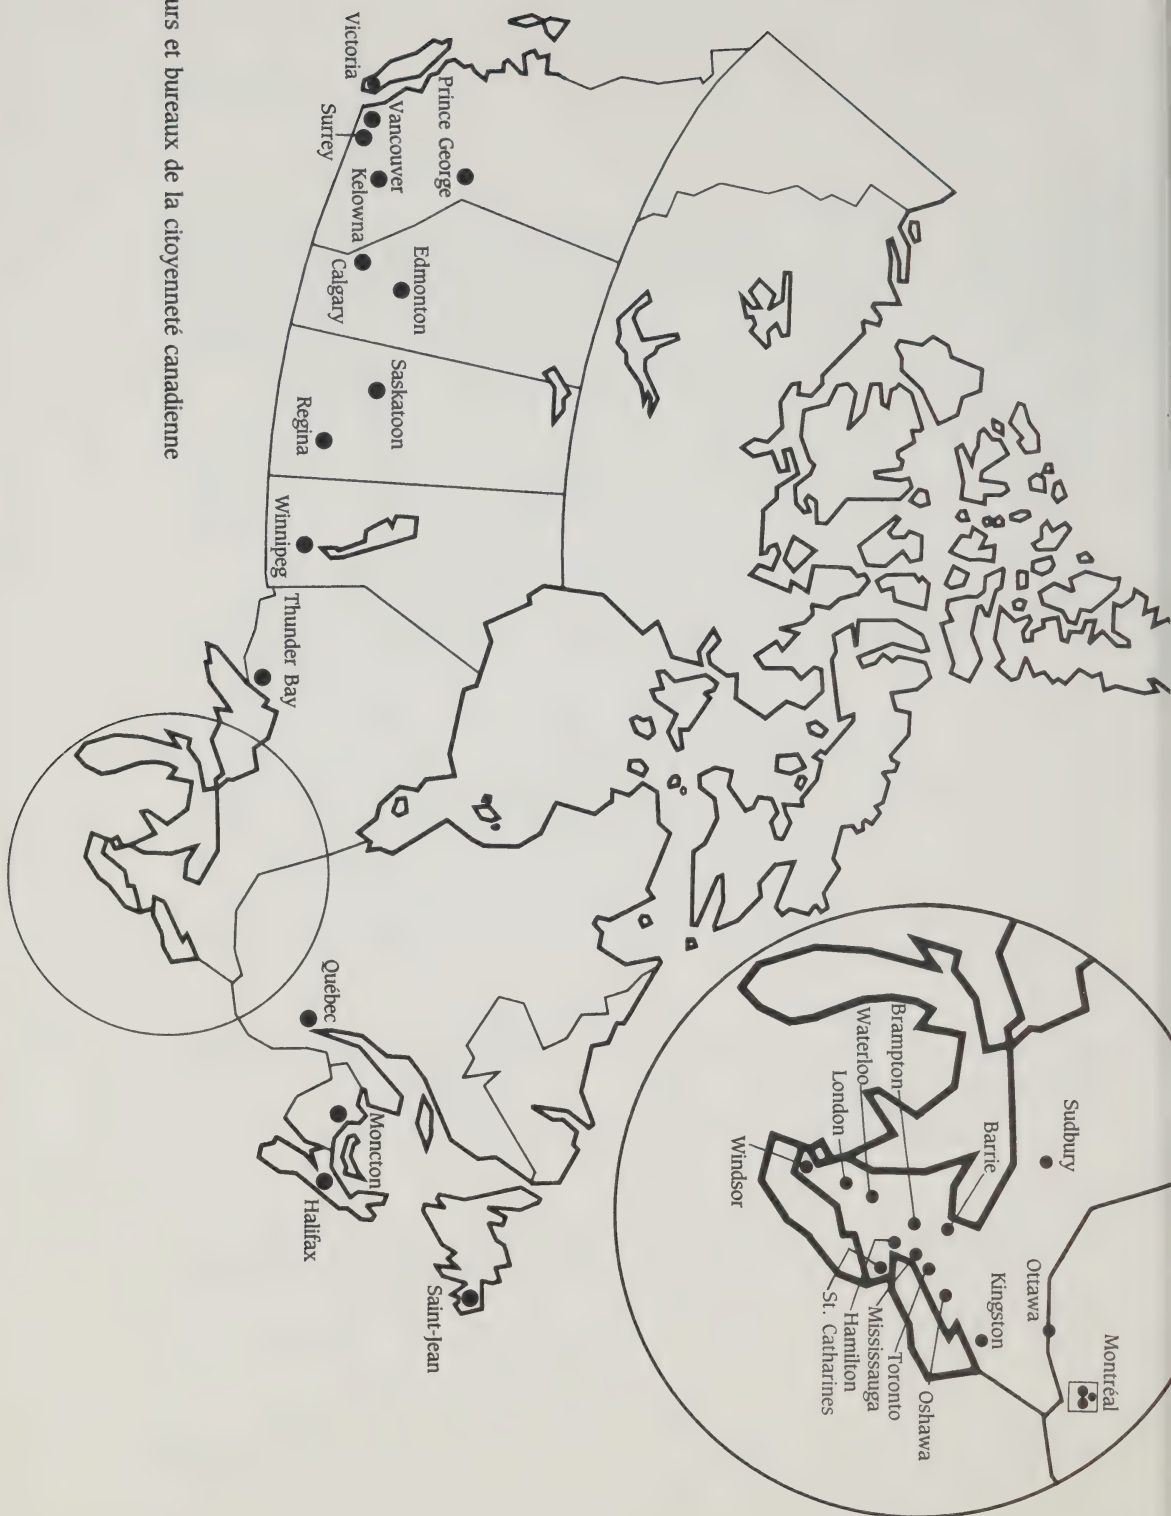 urs et bureaux de la citoyenneté canadienne
Victoria
Vancouver
Surrey
Prince George
Kelowna
Edmonton
Calgary
Saskatoon
Regina
Winnipeg
Thunder Bay
Québec
Moncton
Halifax
Saint-Jean
Sudbury
Barrie
Brampton
Waterloo
London
Windsor
Montréal
Ottawa
Kingston
Oshawa
Toronto
Mississauga
Hamilton
St. Catharines